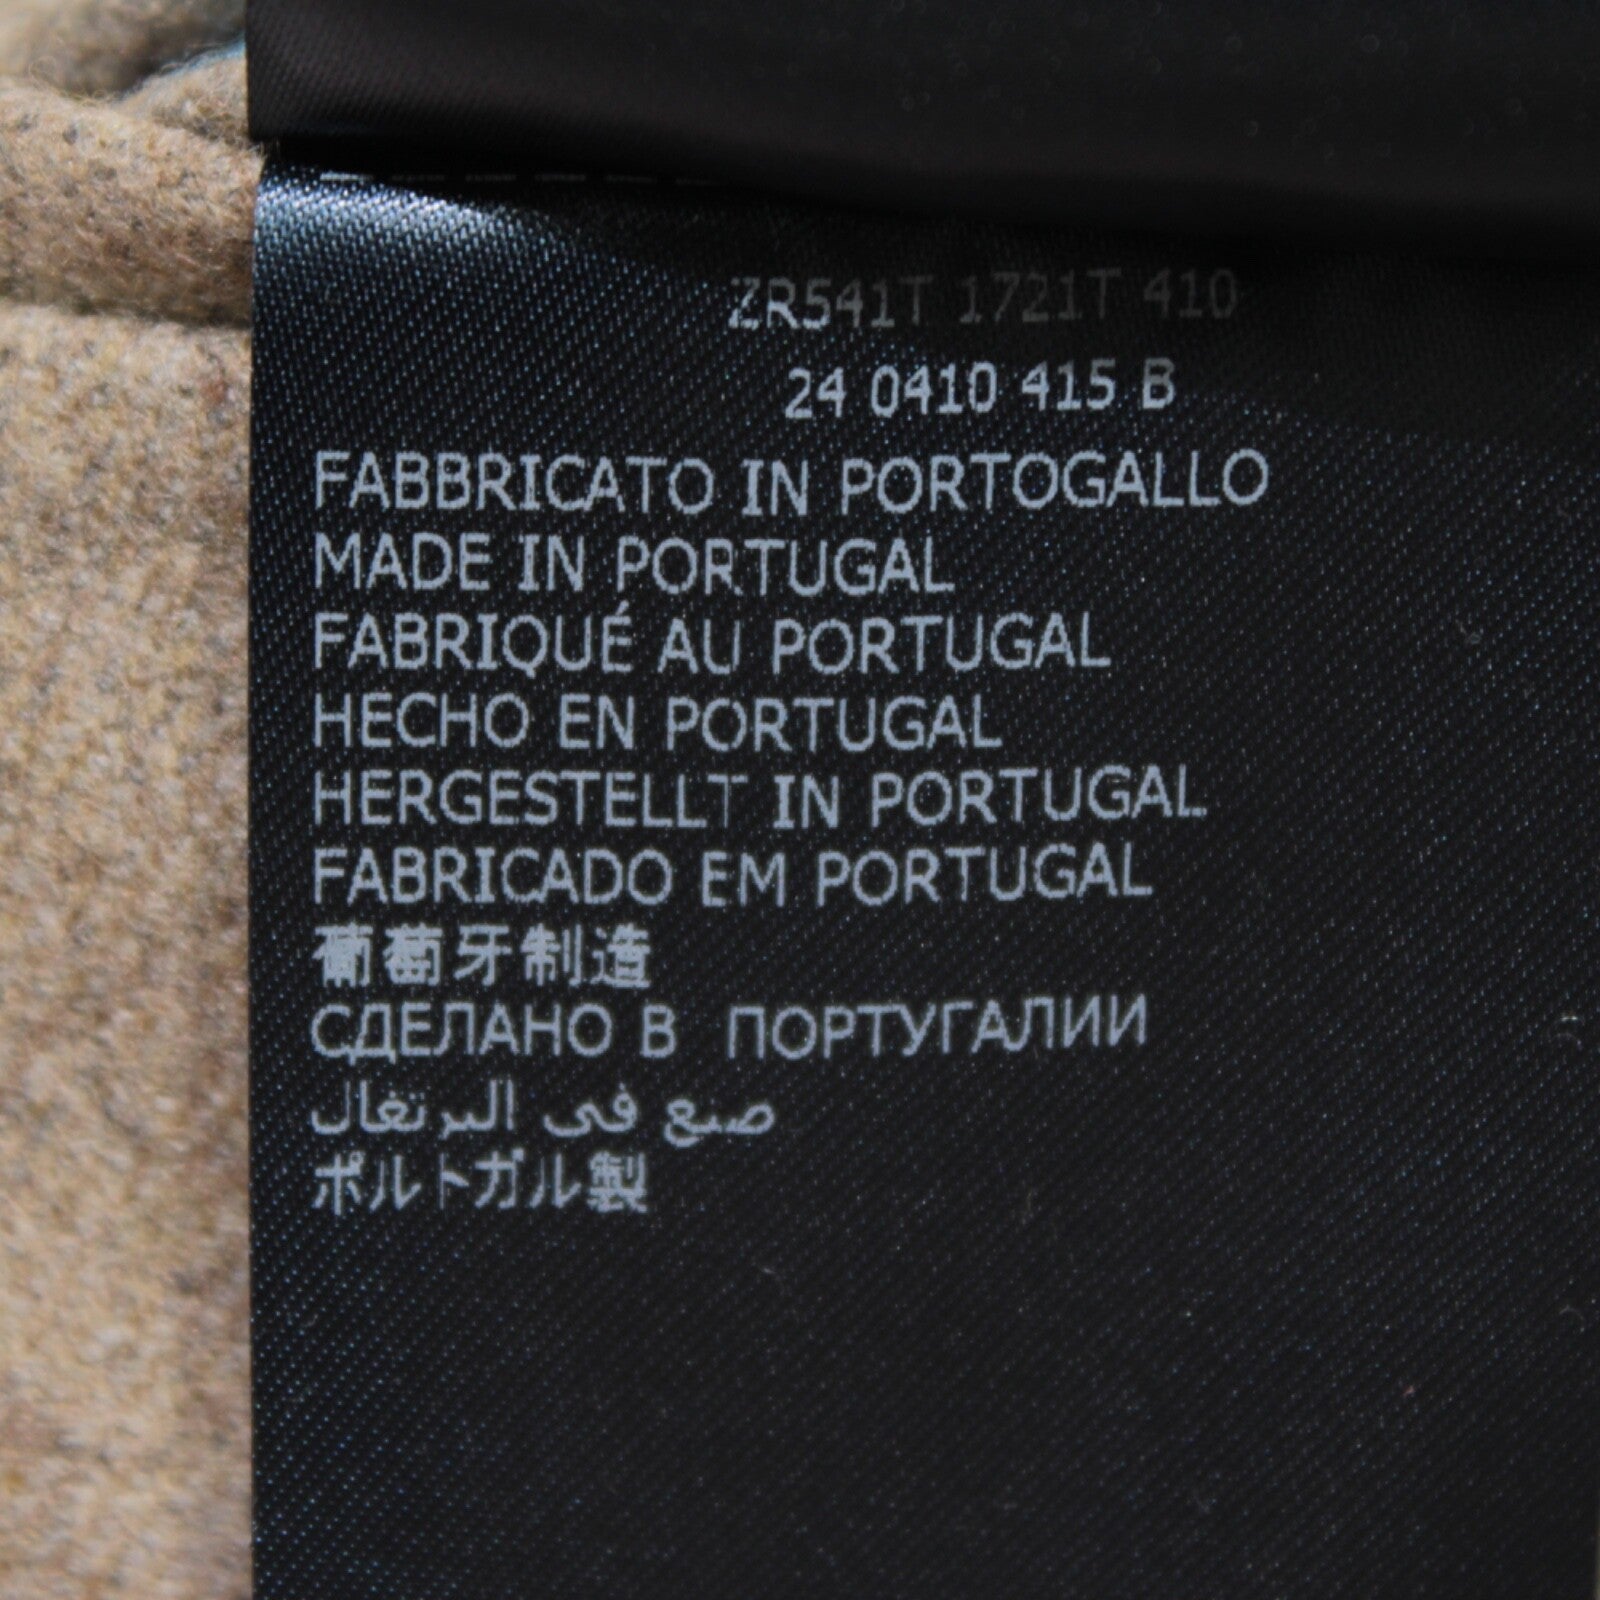 ZR541T 1721T 410
24 0410 415 B
FABBRICATO IN PORTOGALLO
MADE IN PORTUGAL
FABRIQUÉ AU PORTUGAL
HECHO EN PORTUGAL
HERGESTELLT IN PORTUGAL
FABRICADO EM PORTUGAL
葡萄牙制造
СДЕЛАНО В ПОРТУГАЛИИ
صنع في البرتغال
ポルトガル製